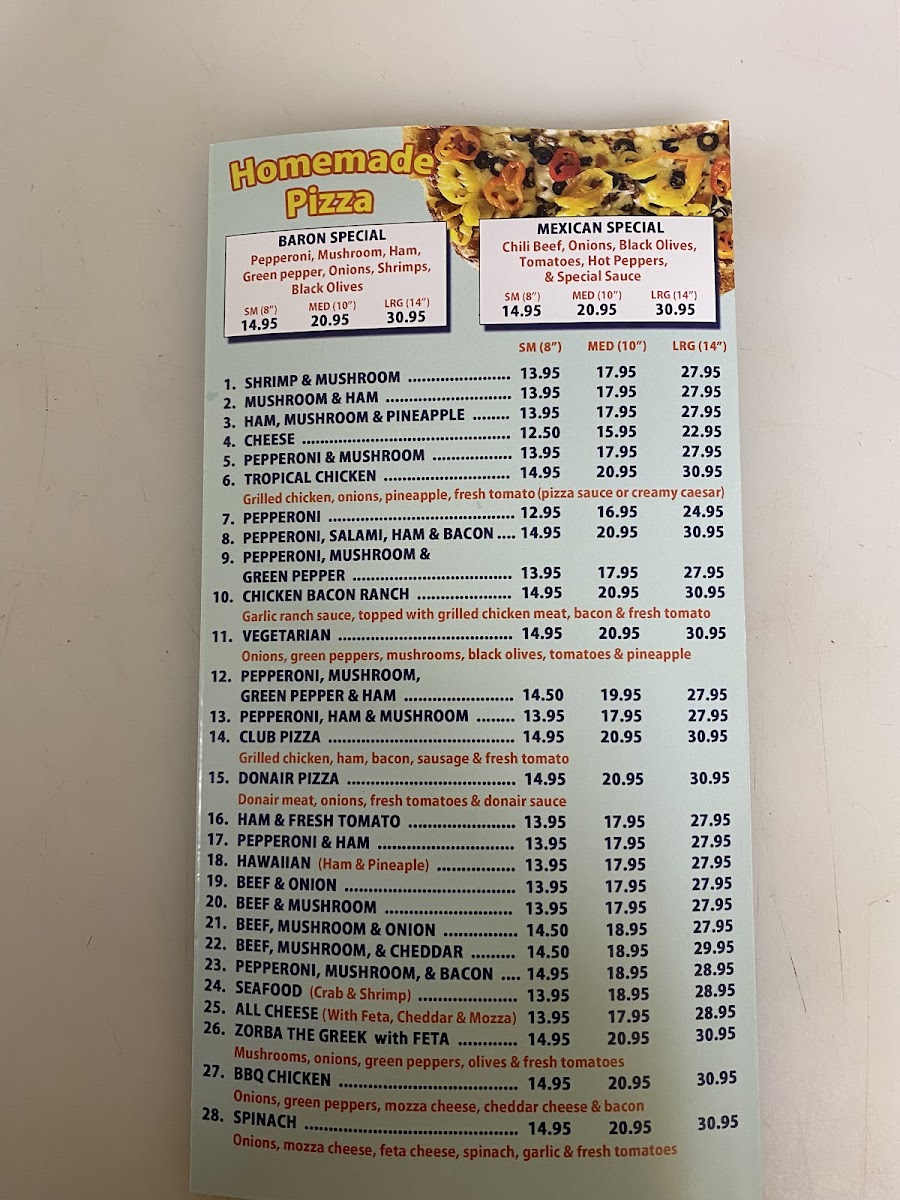 Homemade
Pizza
BARON SPECIAL
Pepperoni, Mushroom, Ham,
Green pepper, Onions, Shrimps,
Black Olives
SM (8") MED (10") LRG (14")
14.95 20.95 30.95
MEXICAN SPECIAL
Chili Beef, Onions, Black Olives,
Tomatoes, Hot Peppers,
& Special Sauce
SM (8") MED (10") LRG (14")
14.95 20.95 30.95
SM (8") MED (10") LRG (14")
1. SHRIMP & MUSHROOM ........................ 13.95 17.95 27.95
2. MUSHROOM & HAM ............................. 13.95 17.95 27.95
3. HAM, MUSHROOM & PINEAPPLE ........ 13.95 17.95 27.95
4. CHEESE ................................................ 12.50 15.95 22.95
5. PEPPERONI & MUSHROOM .................. 13.95 17.95 27.95
6. TROPICAL CHICKEN ............................. 14.95 20.95 30.95
Grilled chicken, onions, pineapple, fresh tomato (pizza sauce or creamy caesar)
7. PEPPERONI ........................................... 12.95 16.95 24.95
8. PEPPERONI, SALAMI, HAM & BACON .... 14.95 20.95 30.95
9. PEPPERONI, MUSHROOM &
GREEN PEPPER ..................................... 13.95 17.95 27.95
10. CHICKEN BACON RANCH ...................... 14.95 20.95 30.95
Garlic ranch sauce, topped with grilled chicken meat, bacon & fresh tomato
11. VEGETARIAN ........................................ 14.95 20.95 30.95
Onions, green peppers, mushrooms, black olives, tomatoes & pineapple
12. PEPPERONI, MUSHROOM,
GREEN PEPPER & HAM ......................... 14.50 19.95 27.95
13. PEPPERONI, HAM & MUSHROOM ........ 13.95 17.95 27.95
14. CLUB PIZZA ........................................... 14.95 20.95 30.95
Grilled chicken, ham, bacon, sausage & fresh tomato
15. DONAIR PIZZA ....................................... 14.95 20.95 30.95
Donair meat, onions, fresh tomatoes & donair sauce
16. HAM & FRESH TOMATO ......................... 13.95 17.95 27.95
17. PEPPERONI & HAM ................................ 13.95 17.95 27.95
18. HAWAIIAN (Ham & Pineaple) .................. 13.95 17.95 27.95
19. BEEF & ONION ........................................ 13.95 17.95 27.95
20. BEEF & MUSHROOM .............................. 13.95 17.95 27.95
21. BEEF, MUSHROOM & ONION ................. 14.50 18.95 27.95
22. BEEF, MUSHROOM, & CHEDDAR .......... 14.50 18.95 29.95
23. PEPPERONI, MUSHROOM, & BACON .... 14.95 18.95 28.95
24. SEAFOOD (Crab & Shrimp) ....................... 13.95 18.95 28.95
25. ALL CHEESE (With Feta, Cheddar & Mozza) 13.95 17.95 28.95
26. ZORBA THE GREEK with FETA .............. 14.95 20.95 30.95
Mushrooms, onions, green peppers, olives & fresh tomatoes
27. BBQ CHICKEN ......................................... 14.95 20.95 30.95
Onions, green peppers, mozza cheese, cheddar cheese & bacon
28. SPINACH ................................................. 14.95 20.95 30.95
Onions, mozza cheese, feta cheese, spinach, garlic & fresh tomatoes